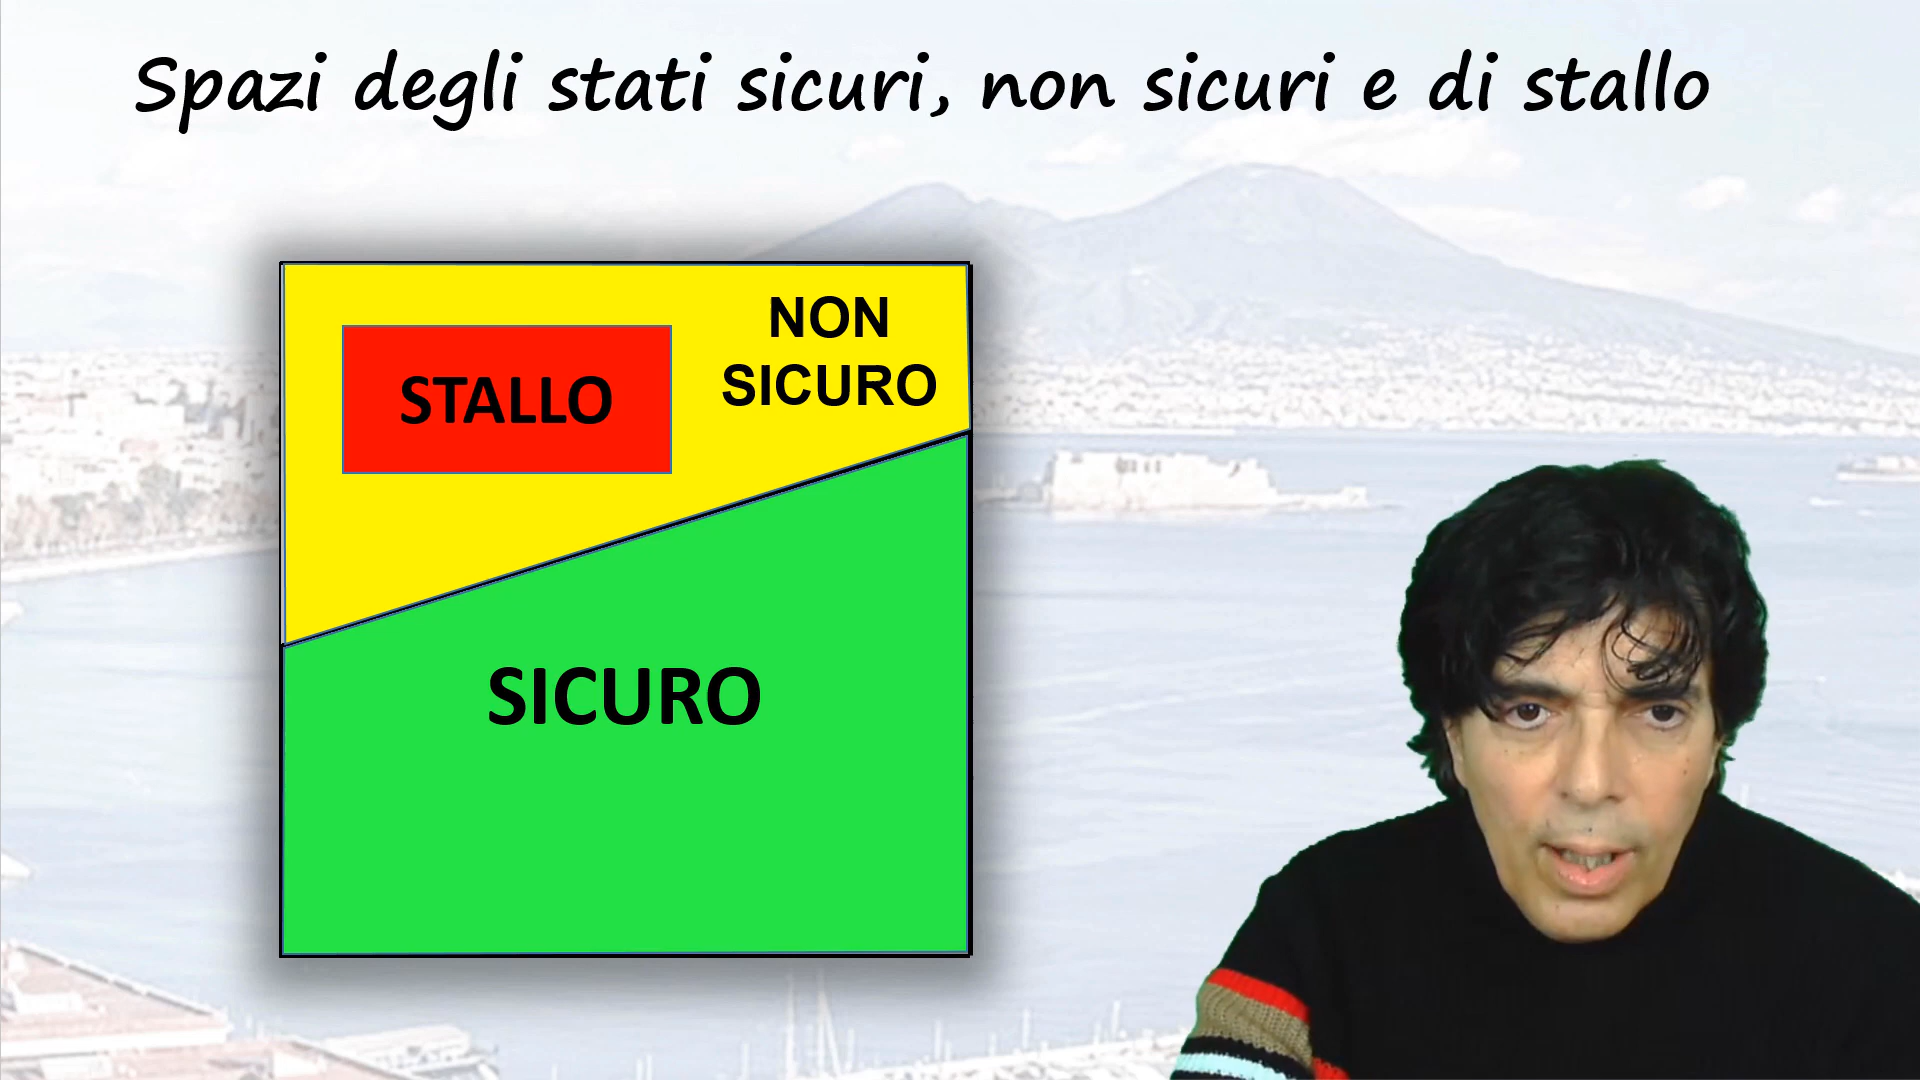 Spazi degli stati sicuri, non sicuri e di stallo
NON
SICURO
STALLO
SICURO